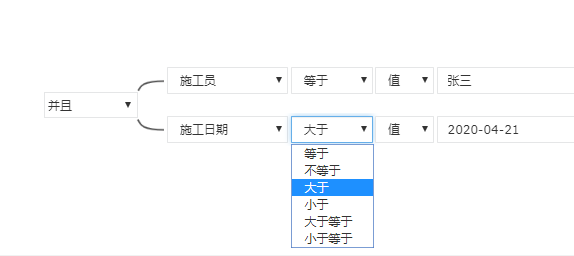 施工员 等于 值 张三
并且
施工日期 大于 值 2020-04-21
等于
不等于
大于
小于
大于等于
小于等于